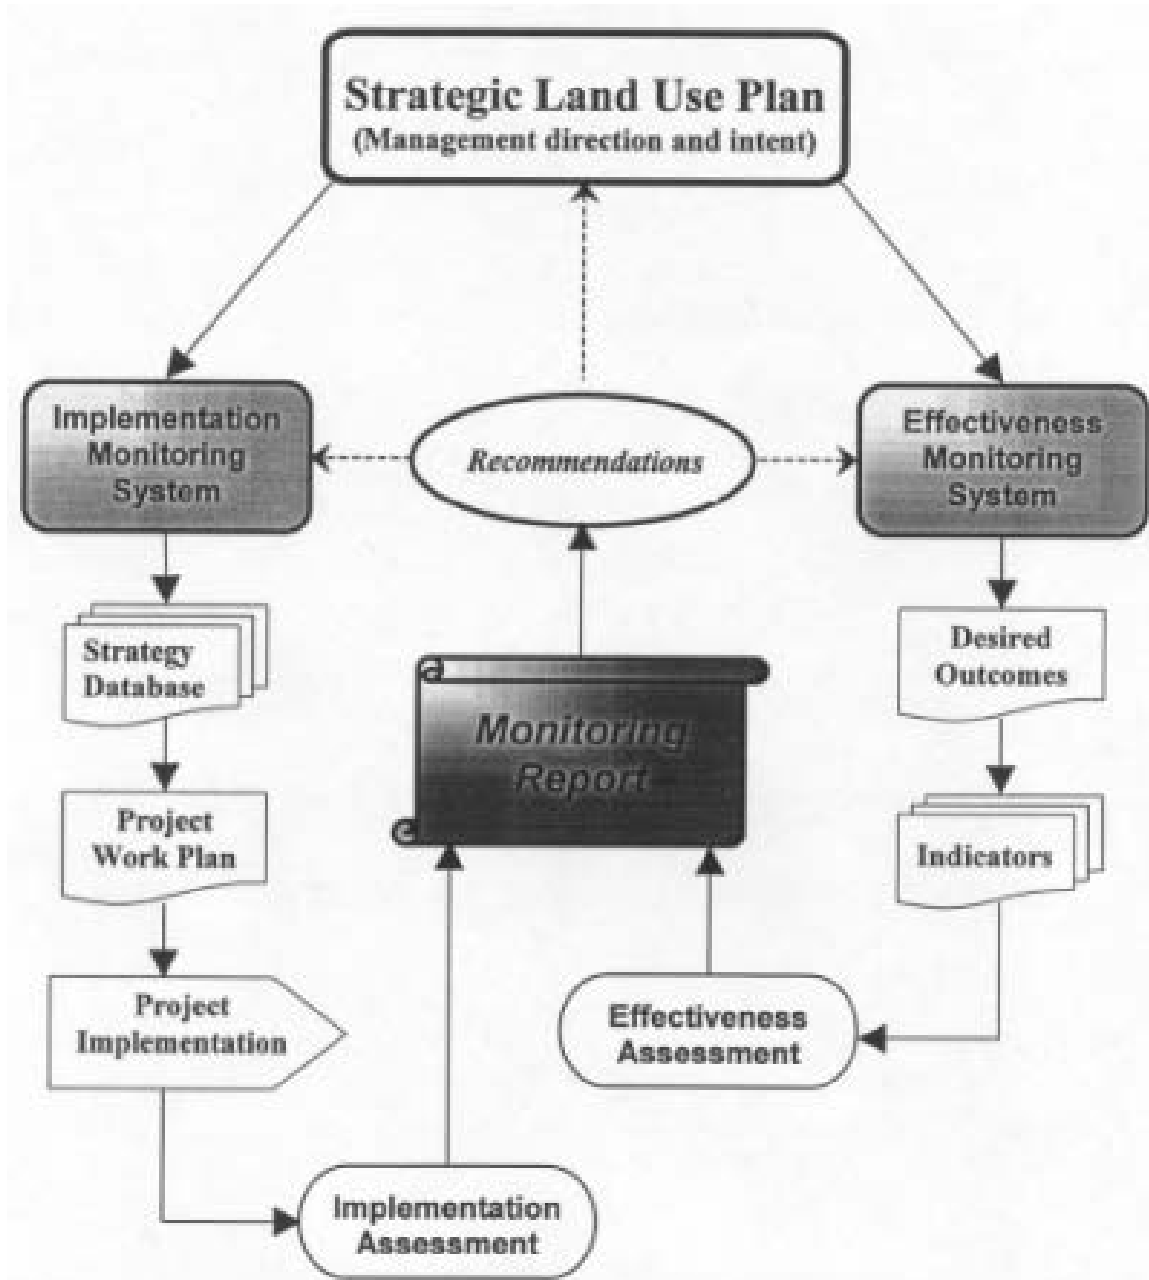 Strategic Land Use Plan
(Management direction and intent)
Implementation
Monitoring
System
Recommendations
Effectiveness
Monitoring
System
Strategy
Database
Desired
Outcomes
Monitoring
Report
Project
Work Plan
Indicators
Project
Implementation
Effectiveness
Assessment
Implementation
Assessment